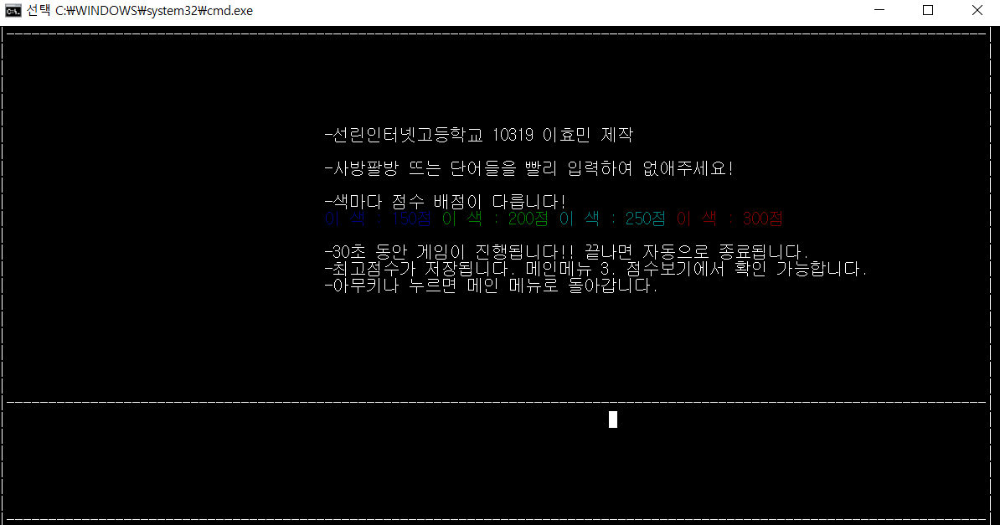 선택 C:₩WINDOWS₩system32₩cmd.exe
-선린인터넷고등학교 10319 이효민 제작
-사방팔방 뜨는 단어들을 빨리 입력하여 없애주세요!
-색마다 점수 배점이 다릅니다!
이 색 : 150점 이 색 : 200점 이 색 : 250점 이 색 : 300점
-30초 동안 게임이 진행됩니다!! 끝나면 자동으로 종료됩니다.
-최고점수가 저장됩니다. 메인메뉴 3. 점수보기에서 확인 가능합니다.
-아무키나 누르면 메인 메뉴로 돌아갑니다.